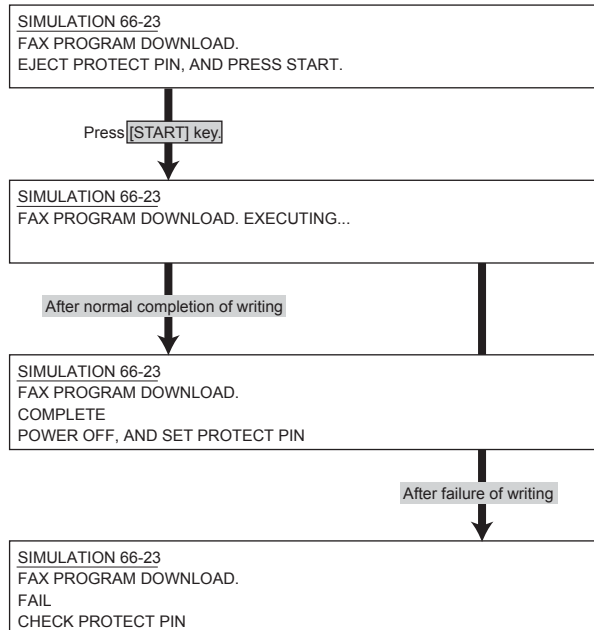 SIMULATION 66-23
FAX PROGRAM DOWNLOAD.
EJECT PROTECT PIN, AND PRESS START.
Press [START] key.
SIMULATION 66-23
FAX PROGRAM DOWNLOAD. EXECUTING...
After normal completion of writing
SIMULATION 66-23
FAX PROGRAM DOWNLOAD.
COMPLETE
POWER OFF, AND SET PROTECT PIN
After failure of writing
SIMULATION 66-23
FAX PROGRAM DOWNLOAD.
FAIL
CHECK PROTECT PIN